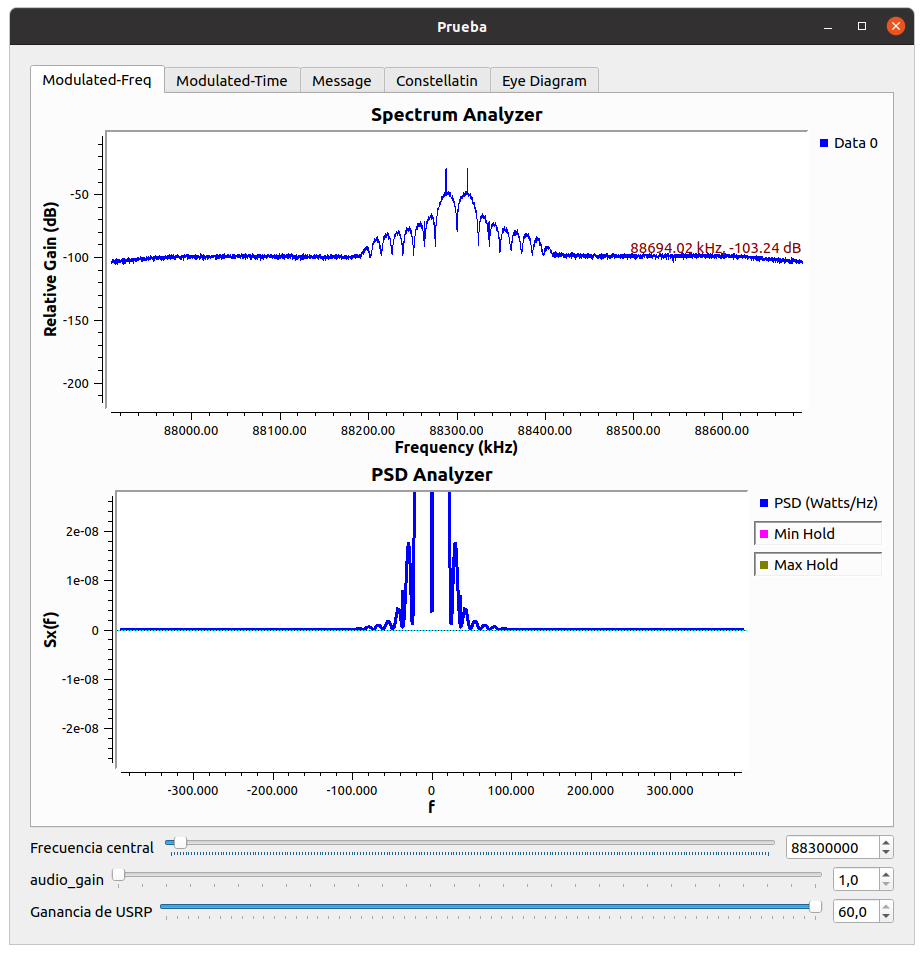 Prueba
Modulated-Freq Modulated-Time Message Constellatin Eye Diagram
Spectrum Analyzer
Data 0
Relative Gain (dB)
-50
-100
-150
-200
88694.02 kHz, -103.24 dB
88000.00 88100.00 88200.00 88300.00 88400.00 88500.00 88600.00
Frequency (kHz)
PSD Analyzer
PSD (Watts/Hz)
Min Hold
Max Hold
Sx(f)
2e-08
1e-08
0
-1e-08
-2e-08
-300.000 -200.000 -100.000 0 100.000 200.000 300.000
f
Frecuencia central 88300000
audio_gain 1,0
Ganancia de USRP 60,0